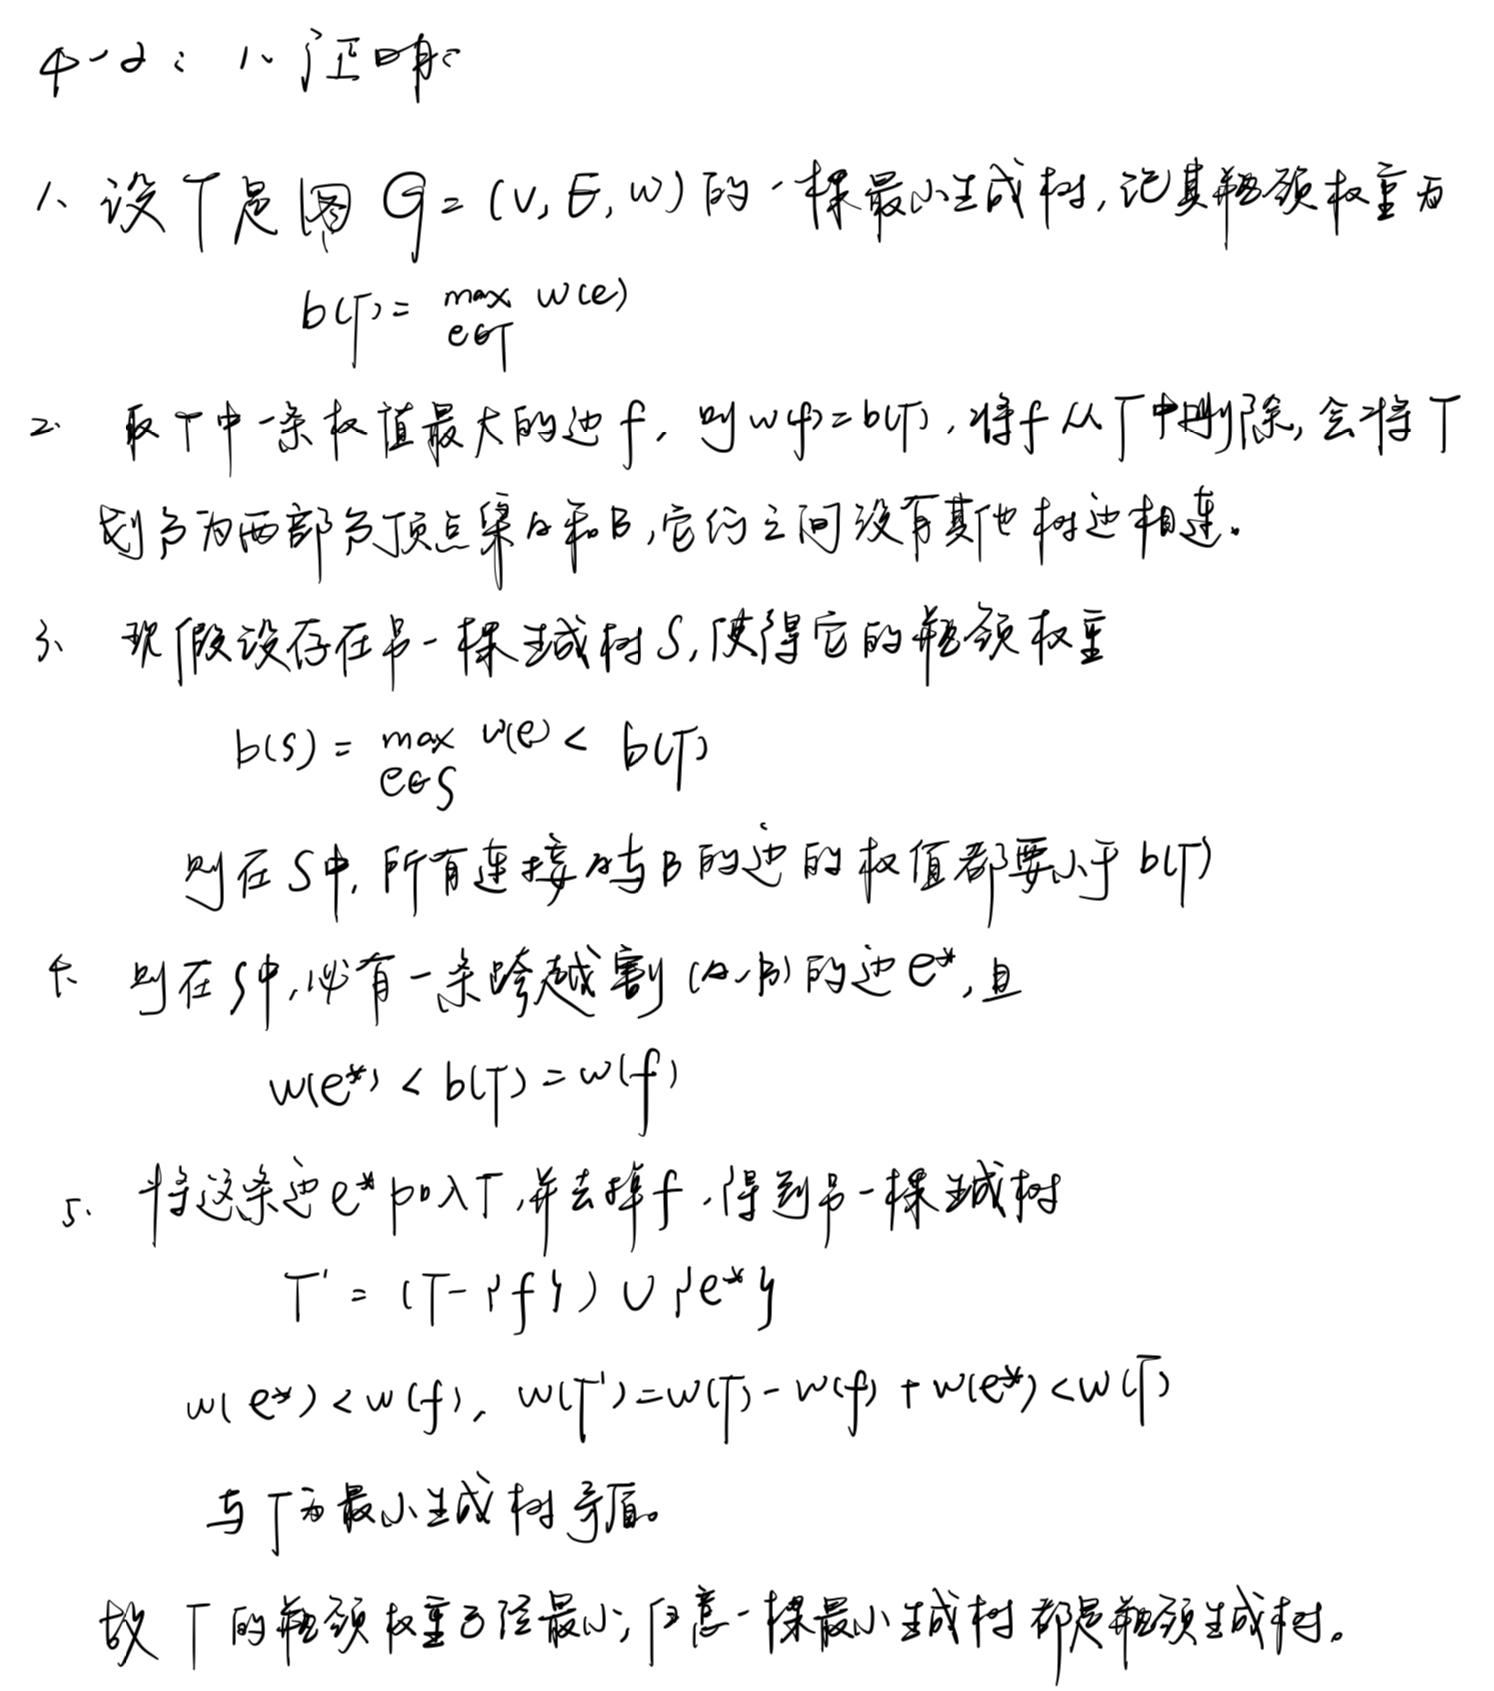 4-2: 1、证明:
1、设T是图 G=(V,E,W)的一棵最小生成树,记其瓶颈权重为
b(T)= max w(e)
e∈T
2. 取T中一条权值最大的边f,则w(f)=b(T),将f从T中删除,会将T
划分为两部分顶点集A和B,它们之间没有其他树边相连。
3、现假设存在另一棵生成树S,使得它的瓶颈权重
b(S) = max w(e) < b(T)
e∈S
则在S中,所有连接A与B的边的权值都要小于b(T)
4. 则在S中,必有一条跨越割(A,B)的边e*,且
w(e*) < b(T) = w(f)
5. 将这条边e*加入T,并去掉f,得到另一棵生成树
T' = (T-{f}) ∪ {e*}
w(e*)<w(f), w(T')=w(T)-w(f)+w(e*)<w(T)
与T为最小生成树矛盾。
故T的瓶颈权重已经最小;任意一棵最小生成树都是瓶颈生成树。